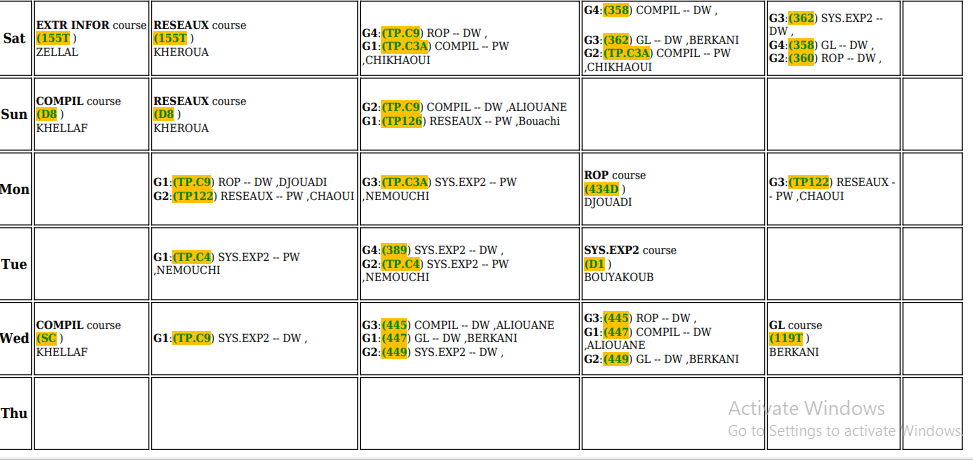 Sat
EXTR INFOR course
(155T )
ZELLAL
RESEAUX course
(155T )
KHEROUA
G4:(TP.C9) ROP -- DW ,
G1:(TP.C3A) COMPIL -- PW
,CHIKHAOUI
G4:(358) COMPIL -- DW ,
G3:(362) GL -- DW ,BERKANI
G2:(TP.C3A) COMPIL -- PW
,CHIKHAOUI
G3:(362) SYS.EXP2 --
DW ,
G4:(358) GL -- DW ,
G2:(360) ROP -- DW ,
Sun
COMPIL course
(D8 )
KHELLAF
RESEAUX course
(D8 )
KHEROUA
G2:(TP.C9) COMPIL -- DW ,ALIOUANE
G1:(TP126) RESEAUX -- PW ,Bouachi
Mon
G1:(TP.C9) ROP -- DW ,DJOUADI
G2:(TP122) RESEAUX -- PW ,CHAOUI
G3:(TP.C3A) SYS.EXP2 -- PW
,NEMOUCHI
ROP course
(434D )
DJOUADI
G3:(TP122) RESEAUX -
- PW ,CHAOUI
Tue
G1:(TP.C4) SYS.EXP2 -- PW
,NEMOUCHI
G4:(389) SYS.EXP2 -- DW ,
G2:(TP.C4) SYS.EXP2 -- PW
,NEMOUCHI
SYS.EXP2 course
(D1 )
BOUYAKOUB
Wed
COMPIL course
(SC )
KHELLAF
G1:(TP.C9) SYS.EXP2 -- DW ,
G3:(445) COMPIL -- DW ,ALIOUANE
G1:(447) GL -- DW ,BERKANI
G2:(449) SYS.EXP2 -- DW ,
G3:(445) ROP -- DW ,
G1:(447) COMPIL -- DW
,ALIOUANE
G2:(449) GL -- DW ,BERKANI
GL course
(119T )
BERKANI
Thu
Activate Windows
Go to Settings to activate Windows.